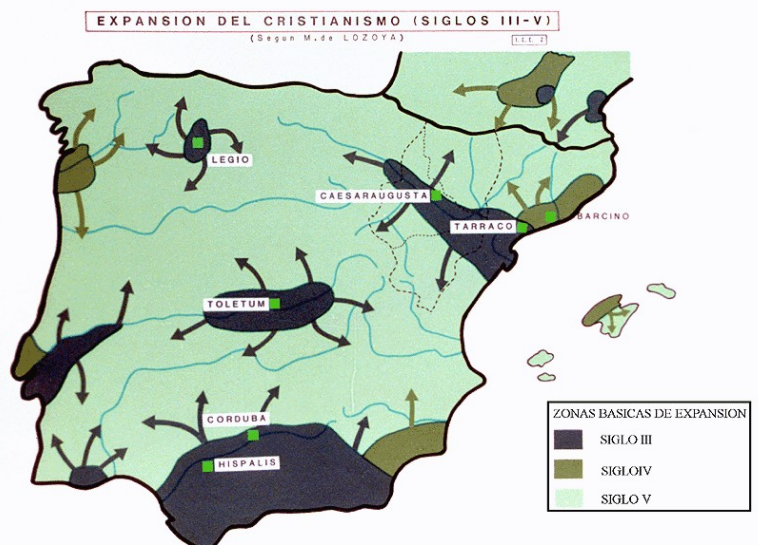 EXPANSION DEL CRISTIANISMO (SIGLOS III-V)
(Segun M. de LOZOYA)
LEGIO
CAESARAUGUSTA
TARRACO
BARCINO
TOLETUM
CORDUBA
HISPALIS
ZONAS BASICAS DE EXPANSION
SIGLO III
SIGLOIV
SIGLO V